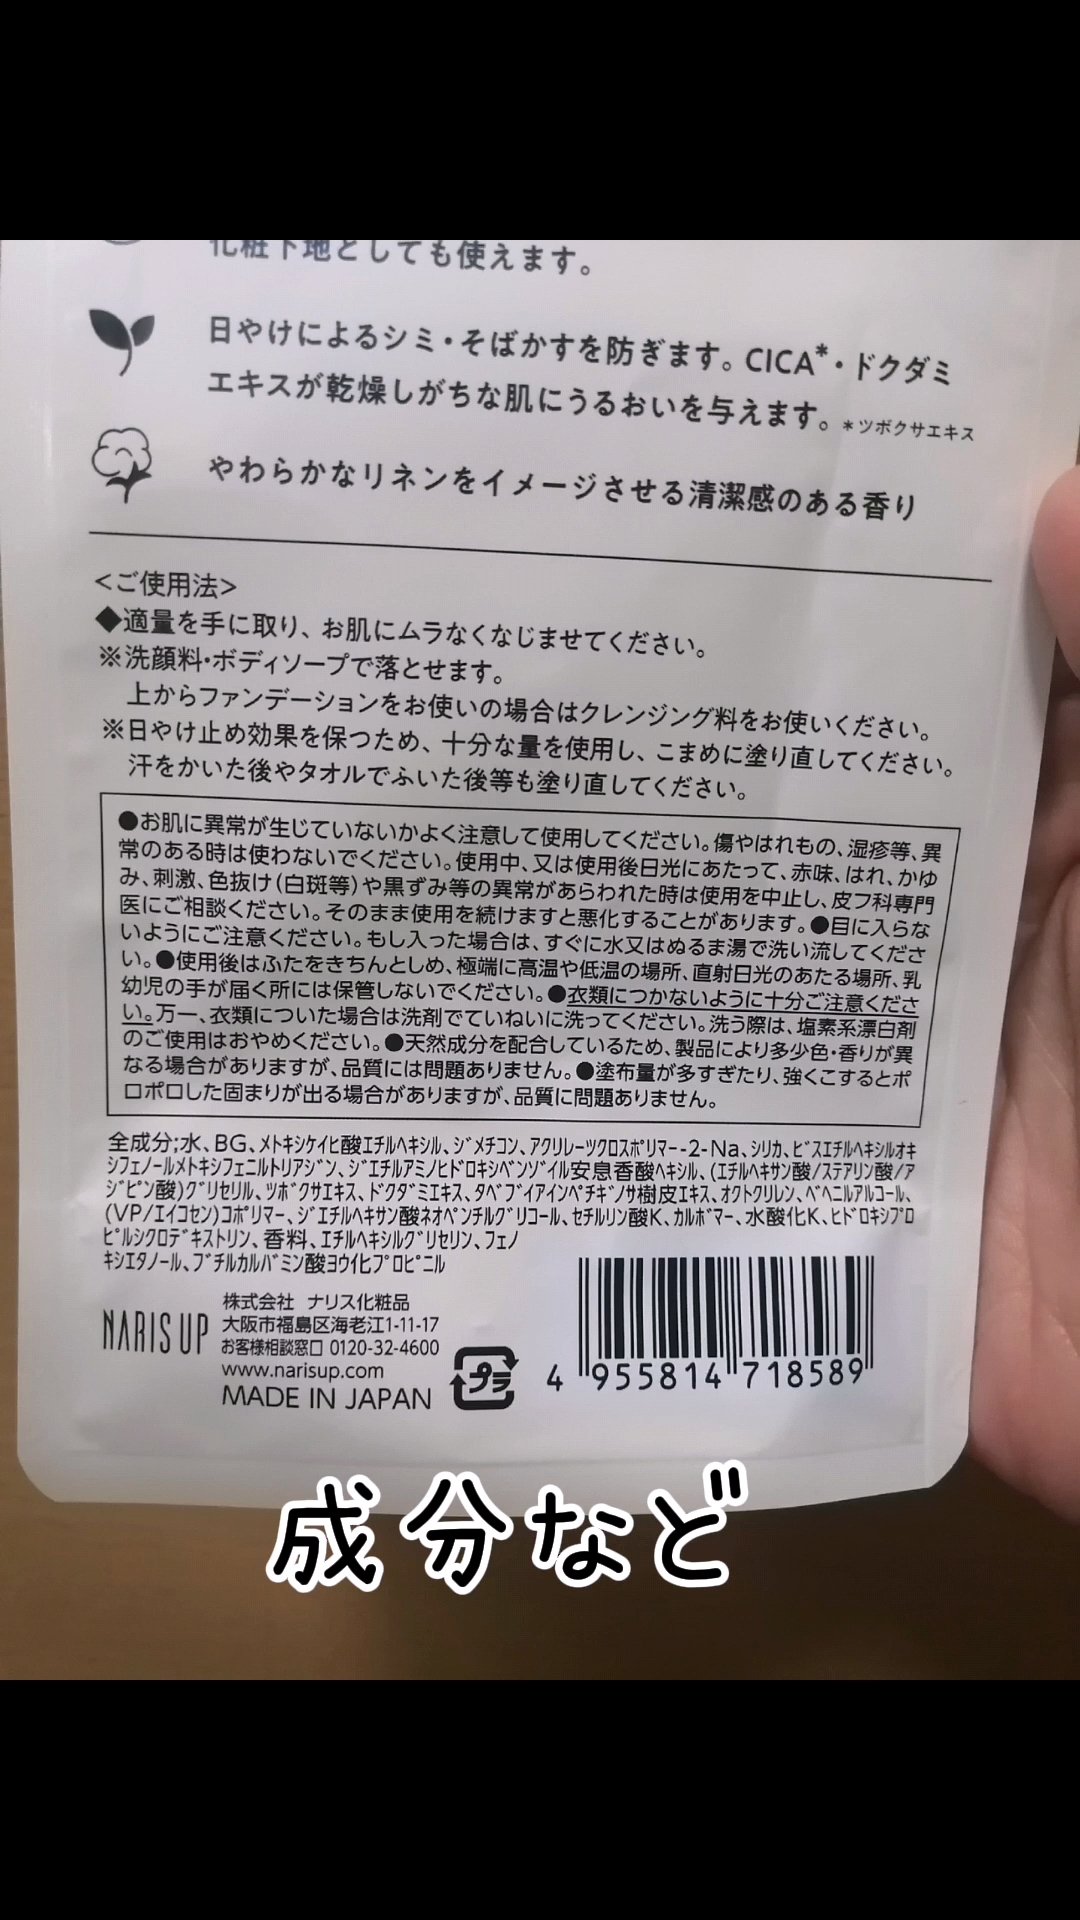 化粧下地としても使えます。
日やけによるシミ・そばかすを防ぎます。CICA*・ドクダミ
エキスが乾燥しがちな肌にうるおいを与えます。*ツボクサエキス
やわらかなリネンをイメージさせる清潔感のある香り
<ご使用法>
◆適量を手に取り、お肌にムラなくなじませてください。
※洗顔料・ボディソープで落とせます。
上からファンデーションをお使いの場合はクレンジング料をお使いください。
※日やけ止め効果を保つため、十分な量を使用し、こまめに塗り直してください。
汗をかいた後やタオルでふいた後等も塗り直してください。
●お肌に異常が生じていないかよく注意して使用してください。傷やはれもの、湿疹等、異
常のある時は使わないでください。使用中、又は使用後日光にあたって、赤味、はれ、かゆ
み、刺激、色抜け(白斑等)や黒ずみ等の異常があらわれた時は使用を中止し、皮フ科専門
医にご相談ください。そのまま使用を続けますと悪化することがあります。●目に入らな
いようにご注意ください。もし入った場合は、すぐに水又はぬるま湯で洗い流してくださ
い。●使用後はふたをきちんとしめ、極端に高温や低温の場所、直射日光のあたる場所、乳
幼児の手が届く所には保管しないでください。●衣類につかないように十分ご注意くださ
い。万一、衣類についた場合は洗剤でていねいに洗ってください。洗う際は、塩素系漂白剤
のご使用はおやめください。●天然成分を配合しているため、製品により多少色・香りが異
なる場合がありますが、品質には問題ありません。●塗布量が多すぎたり、強くこするとポ
ロポロした固まりが出る場合がありますが、品質に問題ありません。
全成分;水、BG、ﾒﾄｷｼｹｲﾋ酸ｴﾁﾙﾍｷｼﾙ、ｼﾞﾒﾁｺﾝ、ｱｸﾘﾚｰﾂｸﾛｽﾎﾟﾘﾏｰ-2-Na、ｼﾘｶ、ﾋﾞｽｴﾁﾙﾍｷｼﾙｵｷ
ｼﾌｪﾉｰﾙﾒﾄｷｼﾌｪﾆﾙﾄﾘｱｼﾞﾝ、ｼﾞｴﾁﾙｱﾐﾉﾋﾄﾞﾛｷｼﾍﾞﾝｿﾞｲﾙ安息香酸ﾍｷｼﾙ、(ｴﾁﾙﾍｷｻﾝ酸/ｽﾃｱﾘﾝ酸/ｱ
ｼﾞﾋﾟﾝ酸)ｸﾞﾘｾﾘﾙ、ﾂﾎﾞｸｻｴｷｽ、ﾄﾞｸﾀﾞﾐｴｷｽ、ﾀﾍﾞﾌﾞｲｱｲﾝﾍﾟﾁｷﾞﾉｻ樹皮ｴｷｽ、ｵｸﾄｸﾘﾚﾝ、ﾍﾞﾍﾆﾙｱﾙｺｰﾙ、
(VP/ｴｲｺｾﾝ)ｺﾎﾟﾘﾏｰ、ｼﾞｴﾁﾙﾍｷｻﾝ酸ﾈｵﾍﾟﾝﾁﾙｸﾞﾘｺｰﾙ、ｾﾁﾙﾘﾝ酸K、ｶﾙﾎﾞﾏｰ、水酸化K、ﾋﾄﾞﾛｷｼﾌﾟﾛ
ﾋﾟﾙｼｸﾛﾃﾞｷｽﾄﾘﾝ、香料、ｴﾁﾙﾍｷｼﾙｸﾞﾘｾﾘﾝ、ﾌｪﾉ
ｷｼｴﾀﾉｰﾙ、ﾌﾞﾁﾙｶﾙﾊﾞﾐﾝ酸ﾖｳ化ﾌﾟﾛﾋﾟﾆﾙ
NARIS UP
株式会社 ナリス化粧品
大阪市福島区海老江1-11-17
お客様相談窓口 0120-32-4600
www.narisup.com
MADE IN JAPAN
プラ
4 955814 718589
成分など